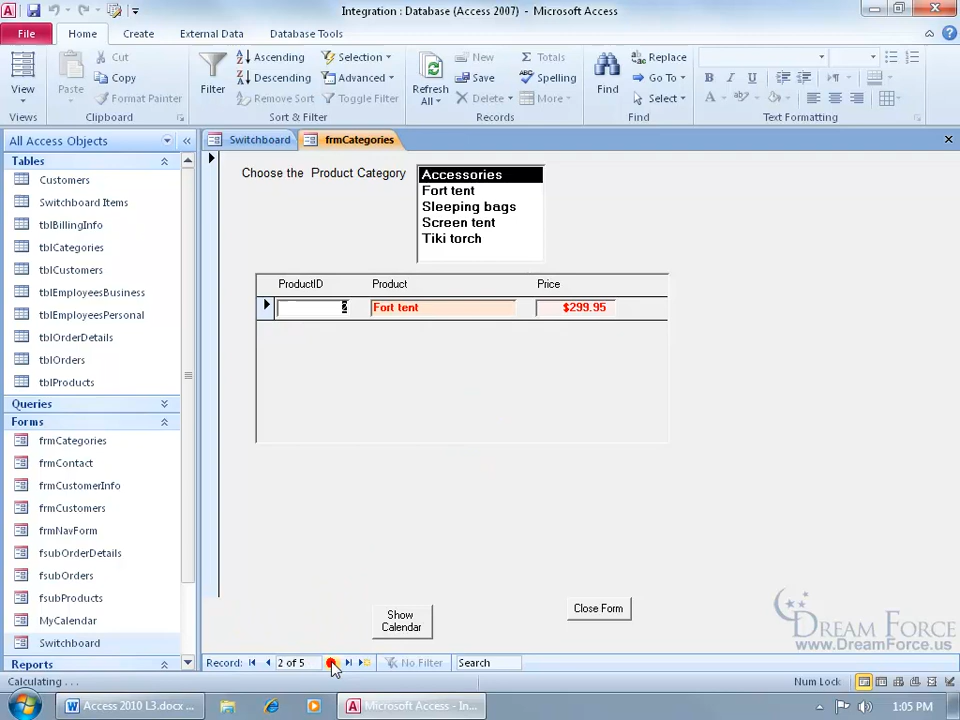 Integration : Database (Access 2007) - Microsoft Access
File Home Create External Data Database Tools
View
Views
Paste
Cut
Copy
Format Painter
Clipboard
Filter
Ascending
Descending
Remove Sort
Selection
Advanced
Toggle Filter
Sort & Filter
Refresh
All
New
Save
Delete
Totals
Spelling
More
Records
Find
Replace
Go To
Select
Find
B I U
A ab
Text Formatting
All Access Objects
Tables
Customers
Switchboard Items
tblBillingInfo
tblCategories
tblCustomers
tblEmployeesBusiness
tblEmployeesPersonal
tblOrderDetails
tblOrders
tblProducts
Queries
Forms
frmCategories
frmContact
frmCustomerInfo
frmCustomers
frmNavForm
fsubOrderDetails
fsubOrders
fsubProducts
MyCalendar
Switchboard
Reports
Switchboard frmCategories
Choose the Product Category
Accessories
Fort tent
Sleeping bags
Screen tent
Tiki torch
ProductID Product Price
Fort tent $299.95
Show
Calendar
Close Form
DREAM FORCE
www.DreamForce.us
Record: 2 of 5 No Filter Search
Calculating . . . Num Lock
Access 2010 L3.docx ... Microsoft Access - In... 1:05 PM